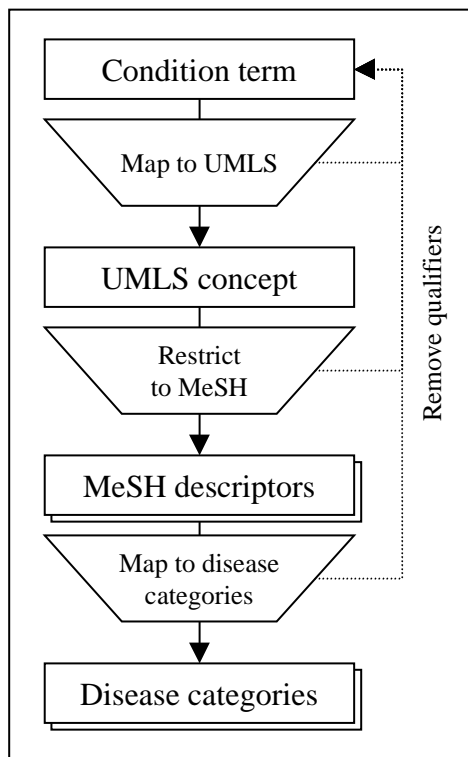 Condition term
Map to UMLS
UMLS concept
Restrict
to MeSH
MeSH descriptors
Map to disease
categories
Disease categories
Remove qualifiers